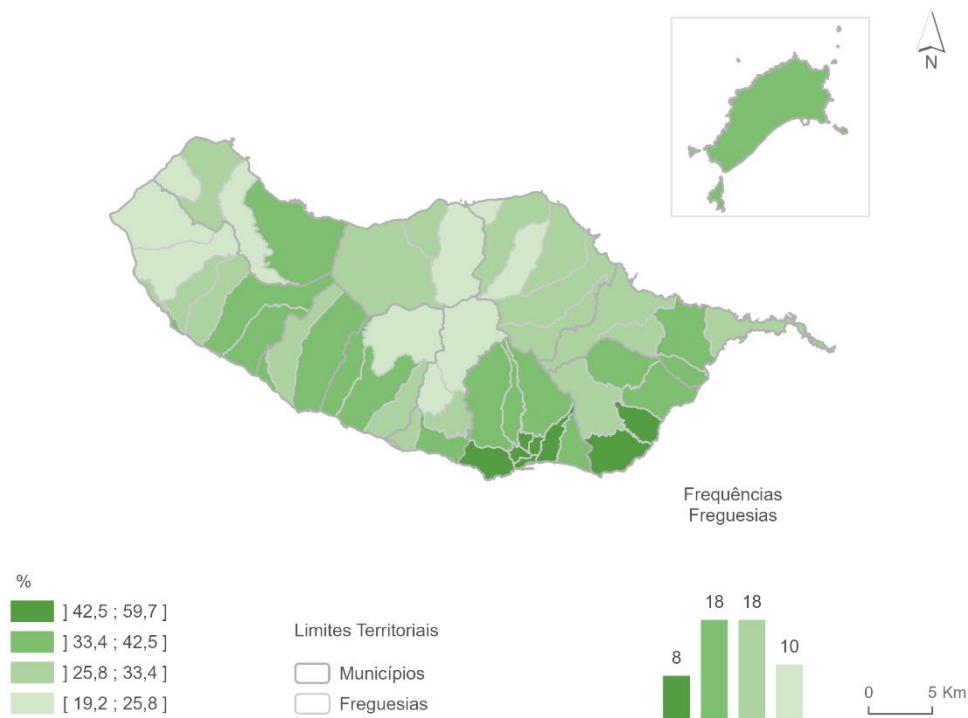 N
Frequências
Freguesias
%
] 42,5 ; 59,7 ]
] 33,4 ; 42,5 ]
] 25,8 ; 33,4 ]
[ 19,2 ; 25,8 ]
Limites Territoriais
Municípios
Freguesias
8 18 18 10
0 5 Km